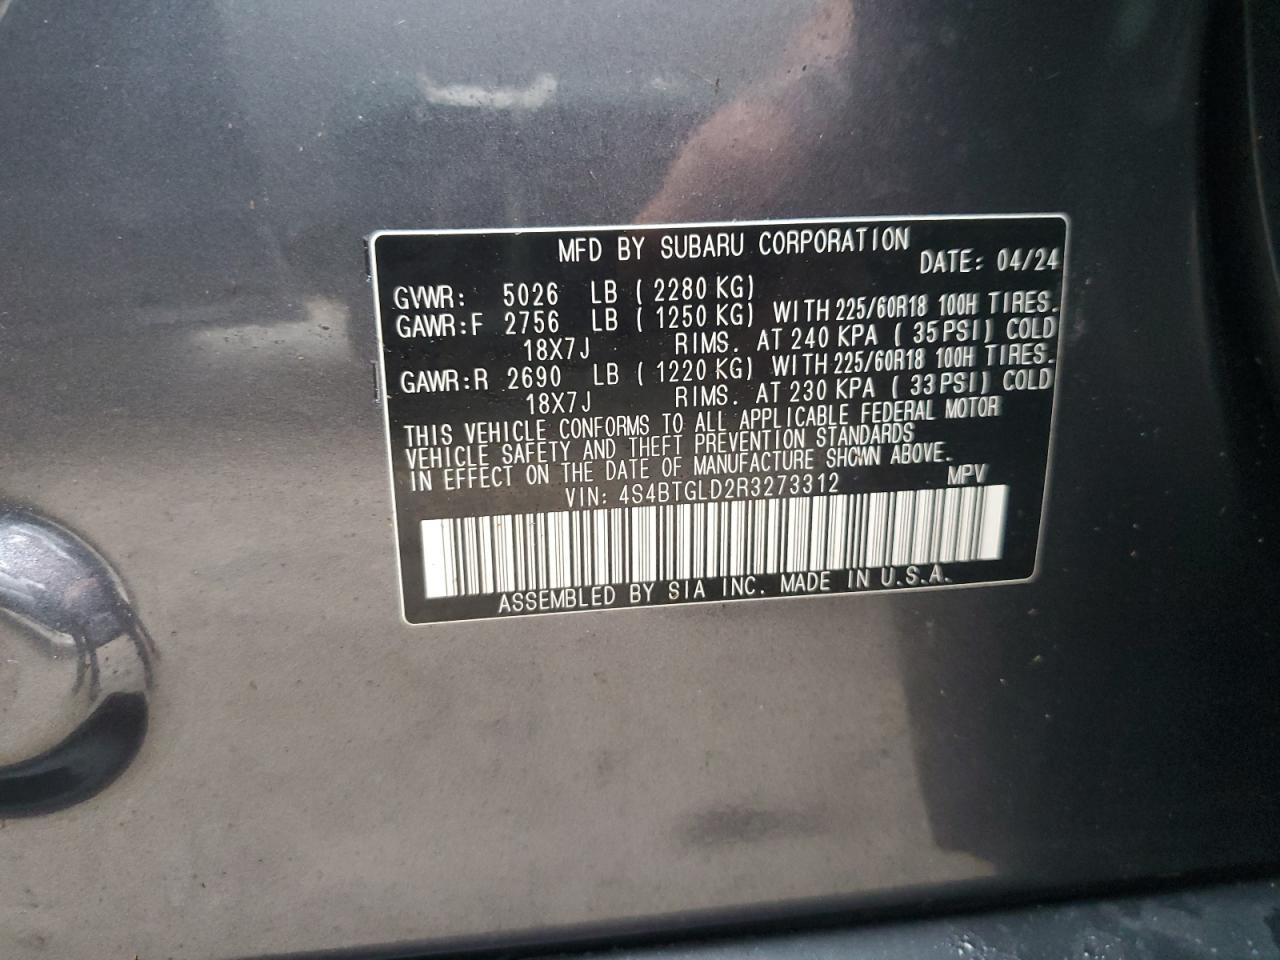 MFD BY SUBARU CORPORATION
DATE: 04/24
GVWR: 5026 LB ( 2280 KG)
GAWR:F 2756 LB ( 1250 KG) WITH 225/60R18 100H TIRES.
18X7J RIMS. AT 240 KPA ( 35 PSI) COLD
GAWR:R 2690 LB ( 1220 KG) WITH 225/60R18 100H TIRES.
18X7J RIMS. AT 230 KPA ( 33 PSI) COLD
THIS VEHICLE CONFORMS TO ALL APPLICABLE FEDERAL MOTOR
VEHICLE SAFETY AND THEFT PREVENTION STANDARDS
IN EFFECT ON THE DATE OF MANUFACTURE SHOWN ABOVE.
VIN: 4S4BTGLD2R3273312 MPV
ASSEMBLED BY SIA INC. MADE IN U.S.A.